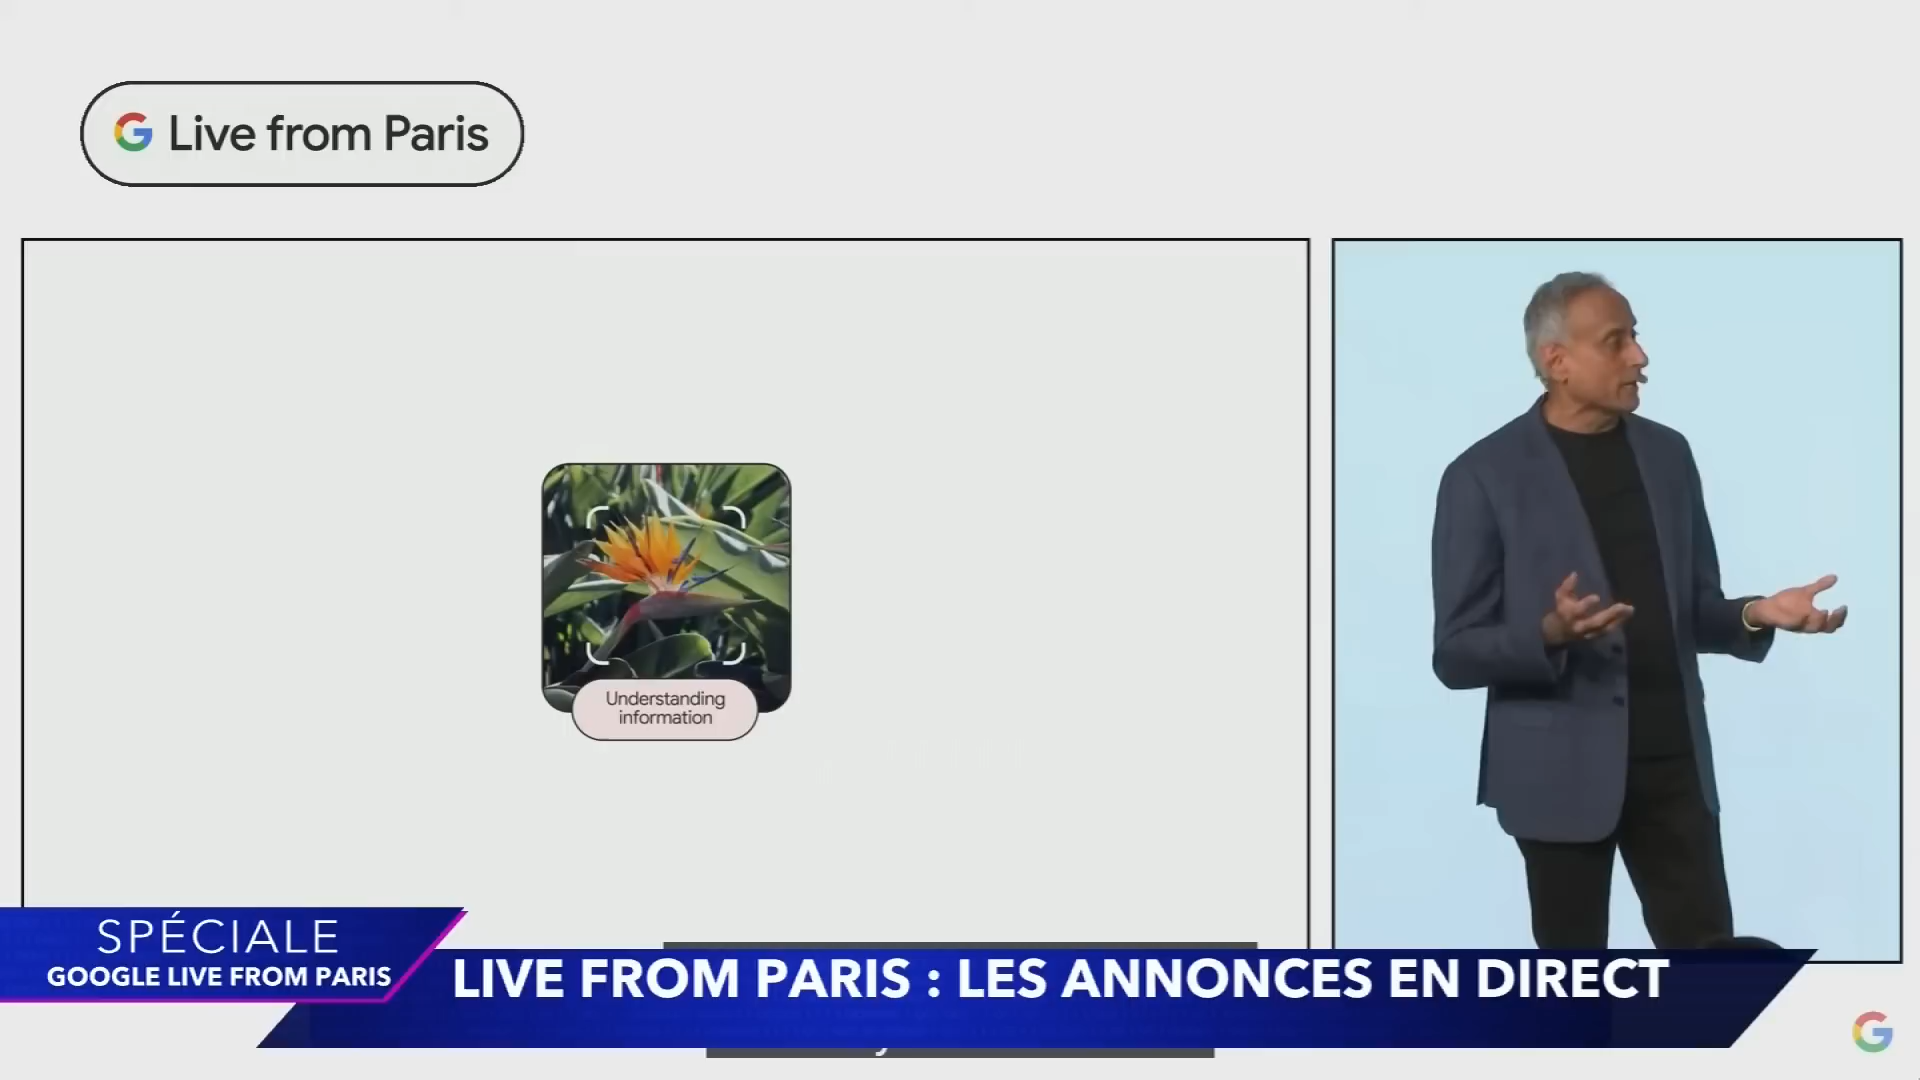 Live from Paris
Understanding
information
SPÉCIALE
GOOGLE LIVE FROM PARIS
LIVE FROM PARIS : LES ANNONCES EN DIRECT